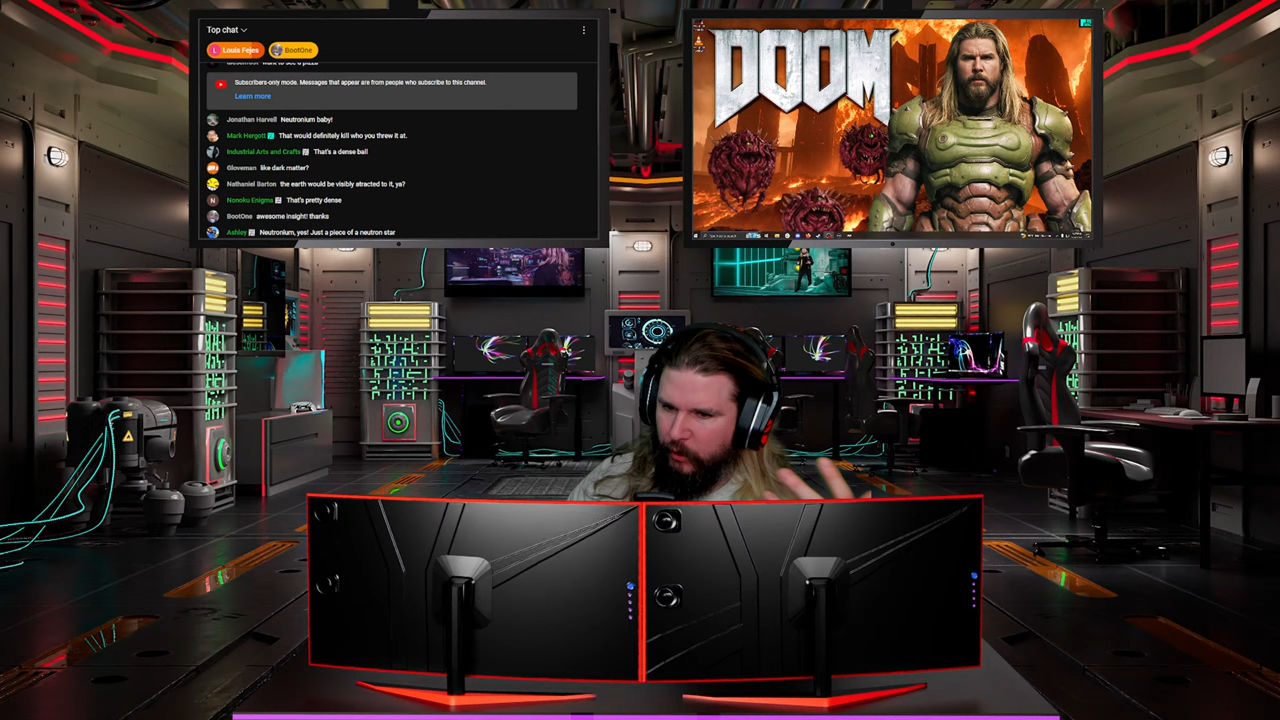 Top chat
L Louis Fejes
BootOne
Subscribers-only mode. Messages that appear are from people who subscribe to this channel.
Learn more
Jonathan Harvell Neutronium baby!
Mark Hergott That would definitely kill who you threw it at.
Industrial Arts and Crafts That's a dense ball
Gloveman like dark matter?
Nathaniel Barton the earth would be visibly atracted to it, ya?
N Nonoku Enigma That's pretty dense
BootOne awesome insight! thanks
Ashley Neutronium, yes! Just a piece of a neutron star
DOOM